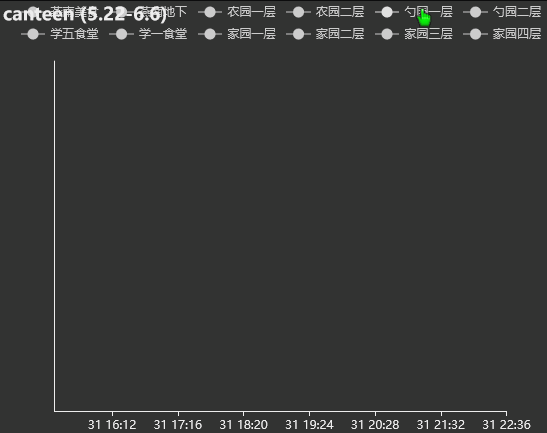 canteen (5.22-6.6)
农园一层 农园二层 勺园一层 勺园二层
学五食堂 学一食堂 家园一层 家园二层 家园三层 家园四层
31 16:12 31 17:16 31 18:20 31 19:24 31 20:28 31 21:32 31 22:36